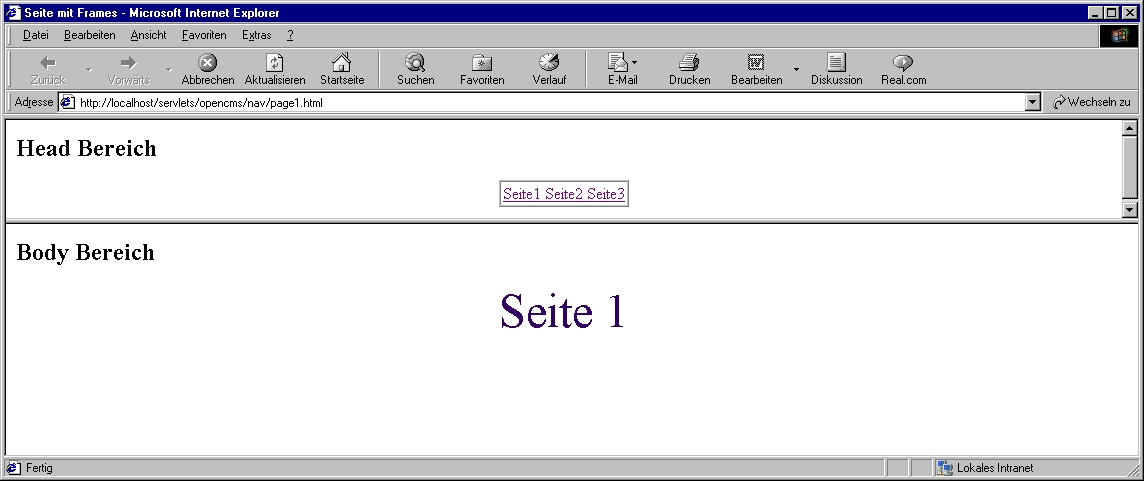 Seite mit Frames - Microsoft Internet Explorer
Datei Bearbeiten Ansicht Favoriten Extras ?
Zurück Vorwärts Abbrechen Aktualisieren Startseite Suchen Favoriten Verlauf E-Mail Drucken Bearbeiten Diskussion Real.com
Adresse http://localhost/servlets/opencms/nav/page1.html Wechseln zu
Head Bereich
Seite1 Seite2 Seite3
Body Bereich
Seite 1
Fertig Lokales Intranet